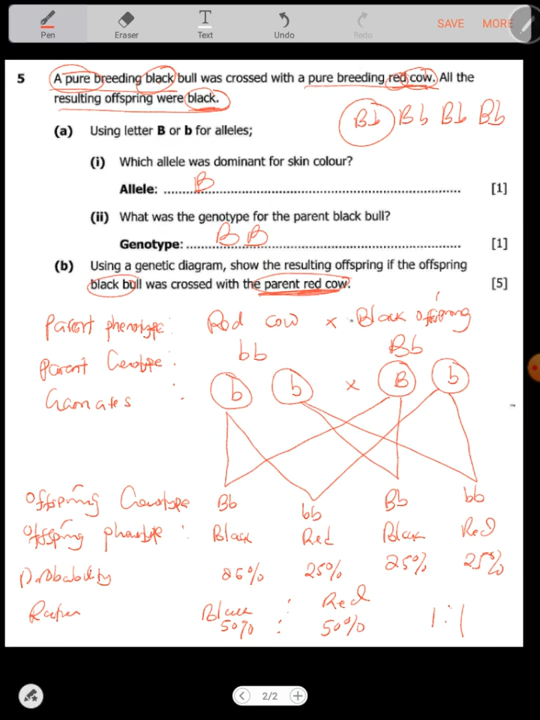 Pen Eraser Text Undo Redo SAVE MORE
5 A pure breeding black bull was crossed with a pure breeding red cow. All the
resulting offspring were black.
Bb Bb Bb Bb
(a) Using letter B or b for alleles;
(i) Which allele was dominant for skin colour?
Allele: B [1]
(ii) What was the genotype for the parent black bull?
Genotype: BB [1]
(b) Using a genetic diagram, show the resulting offspring if the offspring
black bull was crossed with the parent red cow. [5]
Parent phenotype: Red cow x Black offspring
Parent Genotype: bb Bb
Gametes : b b x B b
Offspring Genotype Bb bb Bb bb
Offspring phenotype : Black Red Black Red
Probability 25% 25% 25% 25%
Black : Red
50% : 50% 1:1
2/2